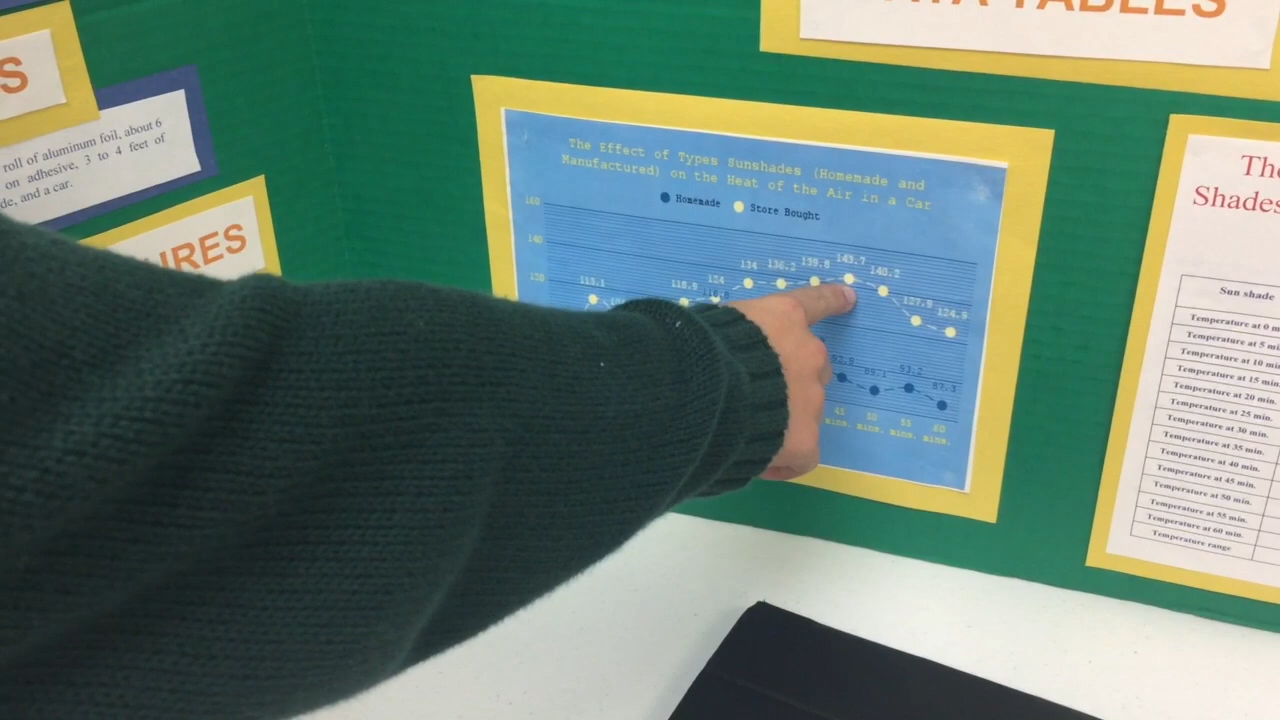 S
roll of aluminum foil, about 6
on adhesive, 3 to 4 feet of
de, and a car.
URES
TA TABLES
The Effect of Types Sunshades (Homemade and
Manufactured) on the Heat of the Air in a Car
Homemade
Store Bought
160
140
120
113.1
118.9
124
134
136.2
139.8
143.7
140.2
127.9
124.5
92.9
89.1
93.2
87.3
45
50
55
60
mins. mins. mins. mins.
The
Shades
Sun shade
Temperature at 0 m
Temperature at 5 mi
Temperature at 10 min
Temperature at 15 min.
Temperature at 20 min.
Temperature at 25 min.
Temperature at 30 min.
Temperature at 35 min.
Temperature at 40 min.
Temperature at 45 min.
Temperature at 50 min.
Temperature at 55 min.
Temperature at 60 min.
Temperature range